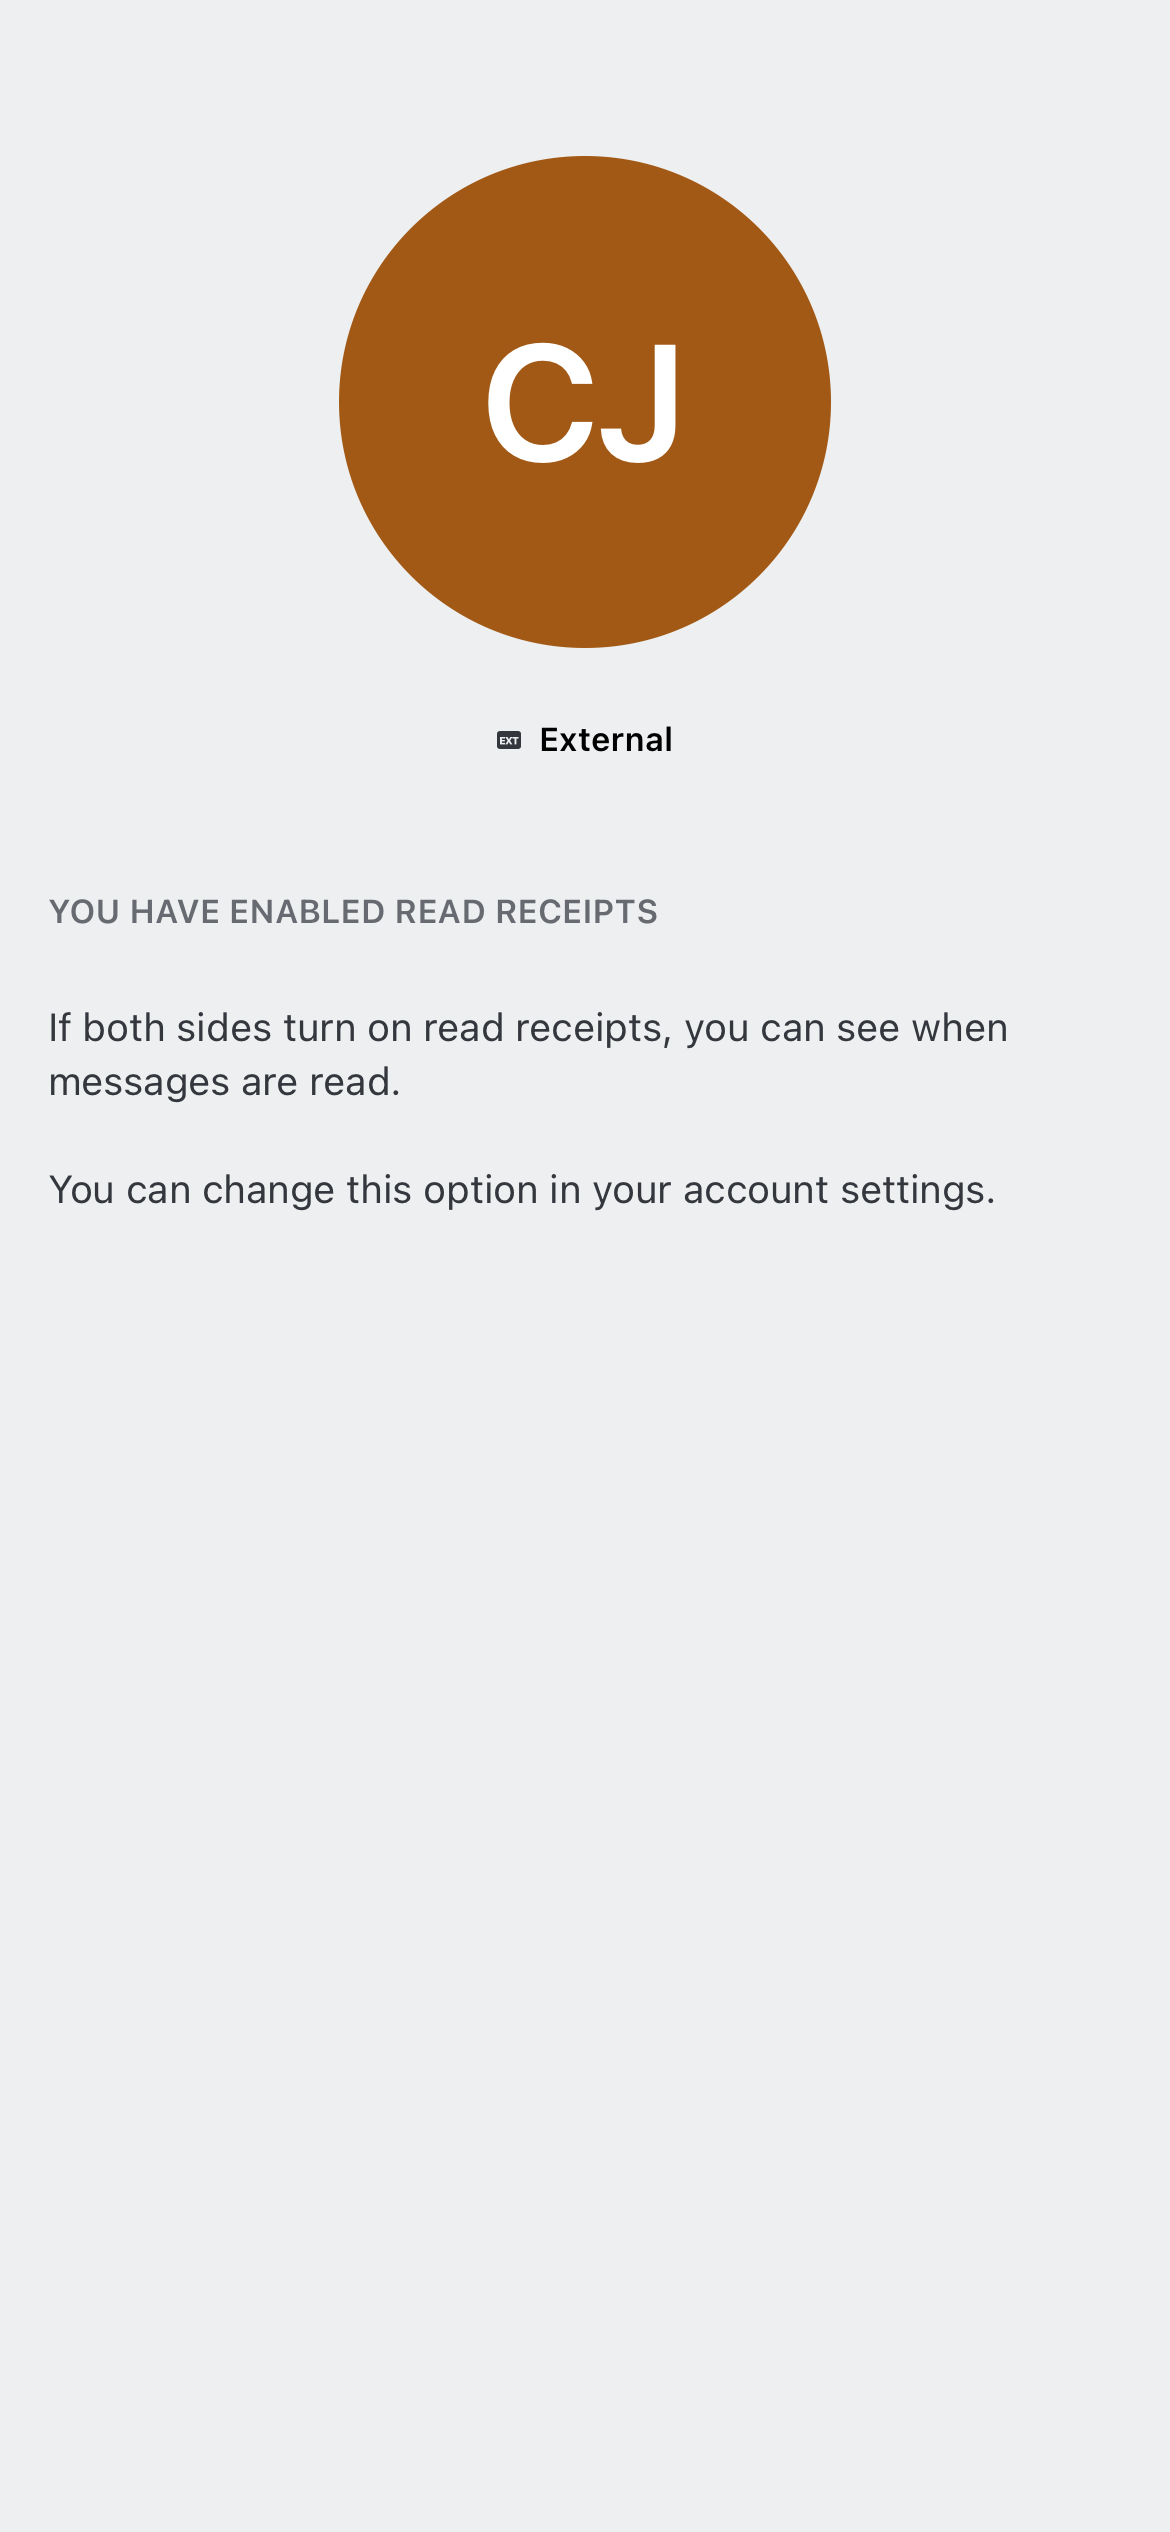 CJ
EXT External
YOU HAVE ENABLED READ RECEIPTS
If both sides turn on read receipts, you can see when
messages are read.
You can change this option in your account settings.